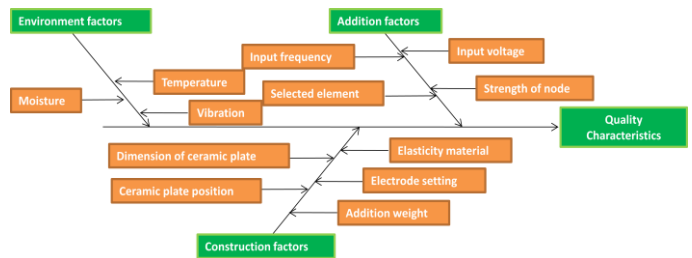 Environment factors
Addition factors
Input voltage
Input frequency
Temperature
Strength of node
Selected element
Moisture
Vibration
Quality
Characteristics
Elasticity material
Dimension of ceramic plate
Electrode setting
Ceramic plate position
Addition weight
Construction factors